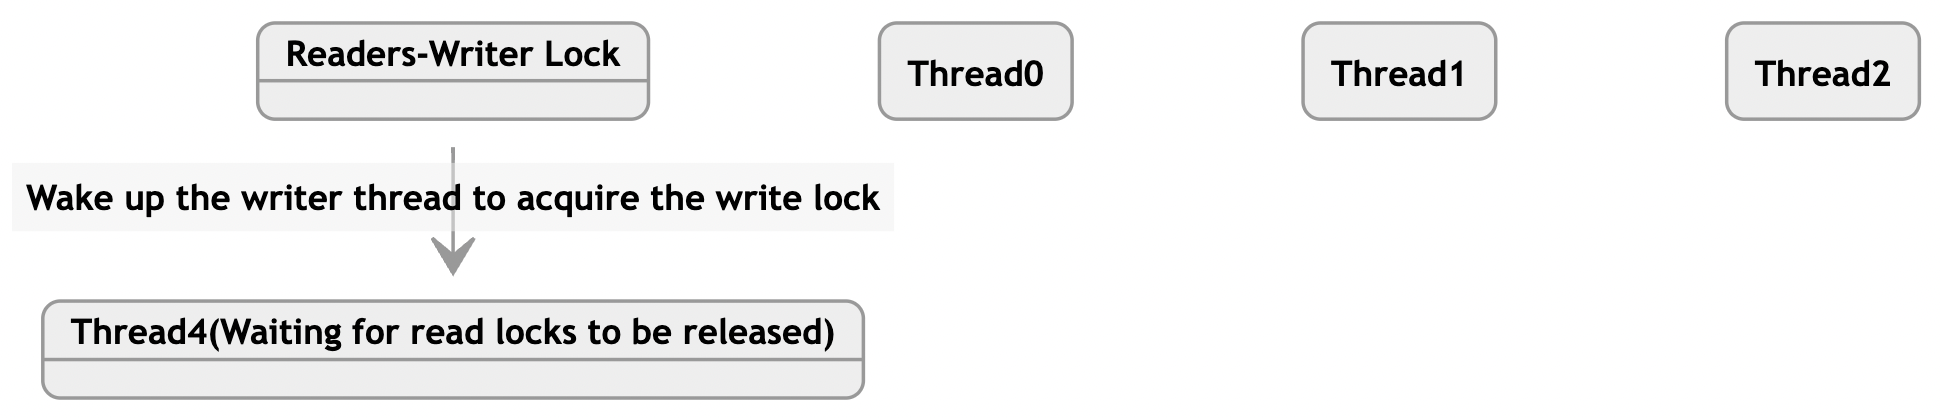 Readers-Writer Lock
Thread0
Thread1
Thread2
Wake up the writer thread to acquire the write lock
Thread4(Waiting for read locks to be released)